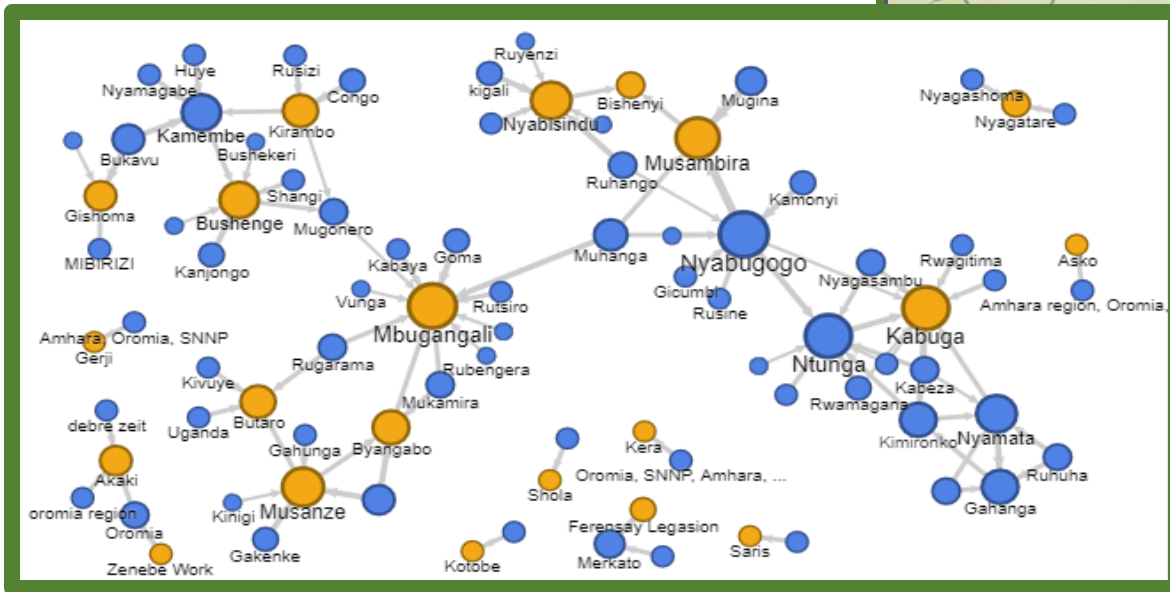 Ruyenzi
Huye
Rusizi
Nyamagabe
Congo
kigali
Bishenyi
Mugina
Nyagashoma
Nyabisindu
Nyagatare
Kamembe
Kirambo
Bukavu
Bushekeri
Musambira
Ruhango
Shangi
Kamonyi
Gishoma
Bushenge
Mugonero
Muhanga
Nyabugogo
MIBIRIZI
Kanjongo
Kabaya
Goma
Rwagitima
Asko
Nyagasambu
Gicumbi
Vunga
Rutsiro
Rusine
Amhara region, Oromia,
Mbugangali
Kabuga
Amhara, Oromia, SNNP
Gerji
Rugarama
Rubengera
Ntunga
Kivuye
Kabeza
Mukamira
Rwamagana
debre zeit
Uganda
Butaro
Gahunga
Byangabo
Kera
Kimironko
Nyamata
Akaki
Oromia, SNNP, Amhara, ...
Ruhuha
Shola
oromia region
Kinigi
Musanze
Gahanga
Oromia
Ferensay Legasion
Gakenke
Saris
Zenebe Work
Kotobe
Merkato